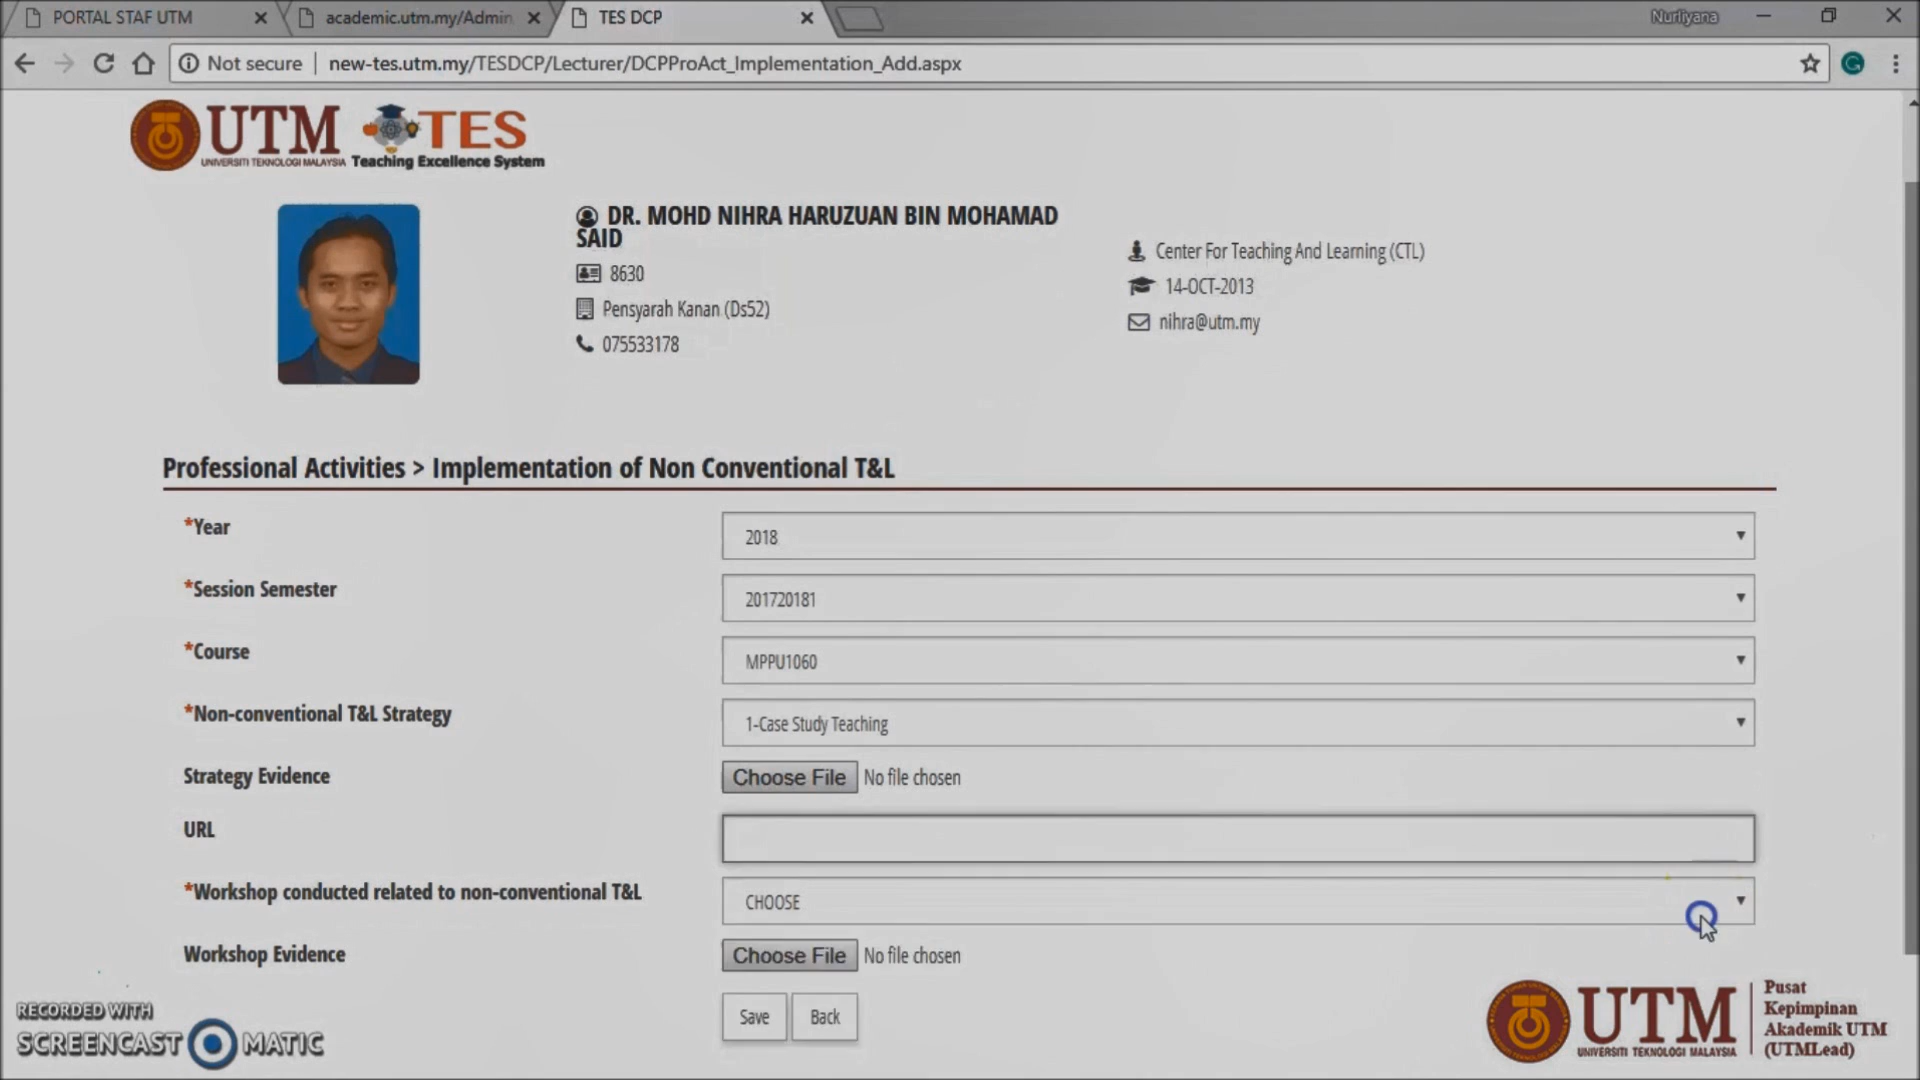 PORTAL STAF UTM
academic.utm.my/Admin
TES DCP
Nurliyana
Not secure | new-tes.utm.my/TESDCP/Lecturer/DCPProAct_Implementation_Add.aspx
UTM
UNIVERSITI TEKNOLOGI MALAYSIA
TES
Teaching Excellence System
DR. MOHD NIHRA HARUZUAN BIN MOHAMAD
SAID
8630
Pensyarah Kanan (Ds52)
075533178
Center For Teaching And Learning (CTL)
14-OCT-2013
nihra@utm.my
Professional Activities > Implementation of Non Conventional T&L
*Year
2018
*Session Semester
201720181
*Course
MPPU1060
*Non-conventional T&L Strategy
1-Case Study Teaching
Strategy Evidence
Choose File No file chosen
URL
*Workshop conducted related to non-conventional T&L
CHOOSE
Workshop Evidence
Choose File No file chosen
Save
Back
RECORDED WITH
SCREENCAST MATIC
UTM
UNIVERSITI TEKNOLOGI MALAYSIA
Pusat
Kepimpinan
Akademik UTM
(UTMLead)